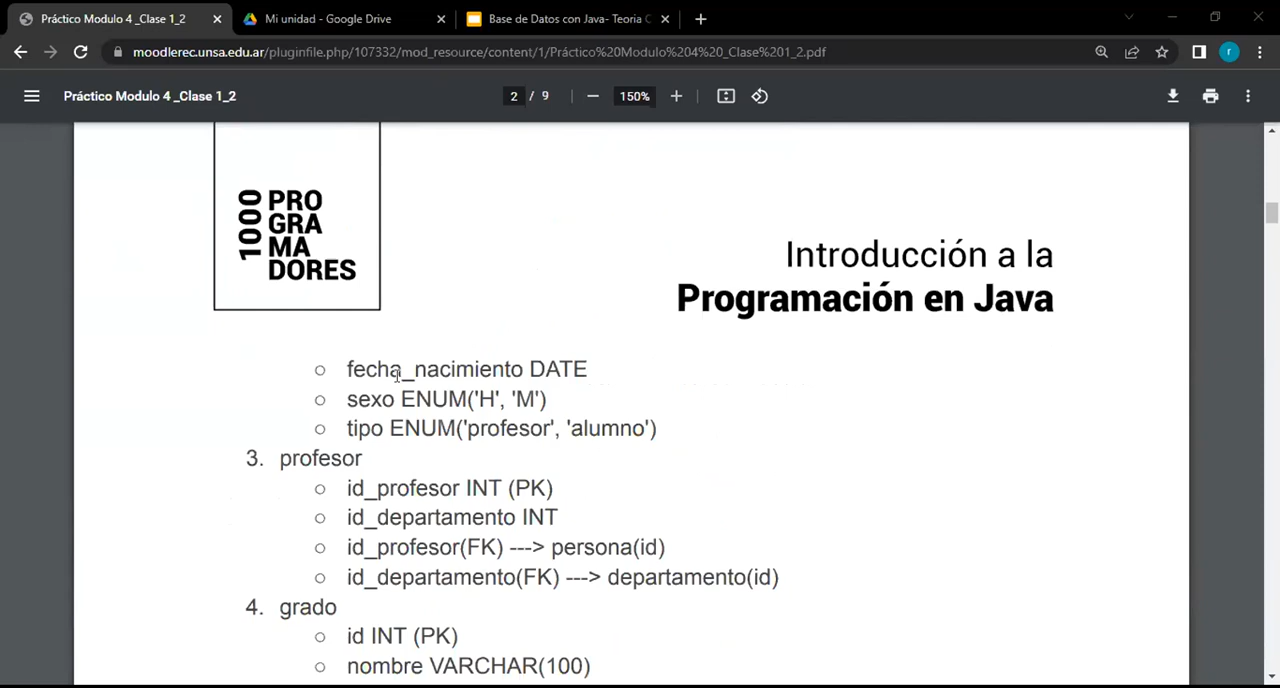 Práctico Modulo 4 _Clase 1_2
Mi unidad - Google Drive
Base de Datos con Java- Teoria C
moodlerec.unsa.edu.ar/pluginfile.php/107332/mod_resource/content/1/Práctico%20Modulo%204%20_Clase%201_2.pdf
r
Práctico Modulo 4 _Clase 1_2
2 / 9
150%
1000
PRO
GRA
MA
DORES
Introducción a la
Programación en Java
fecha_nacimiento DATE
sexo ENUM('H', 'M')
tipo ENUM('profesor', 'alumno')
3. profesor
id_profesor INT (PK)
id_departamento INT
id_profesor(FK) ---> persona(id)
id_departamento(FK) ---> departamento(id)
4. grado
id INT (PK)
nombre VARCHAR(100)